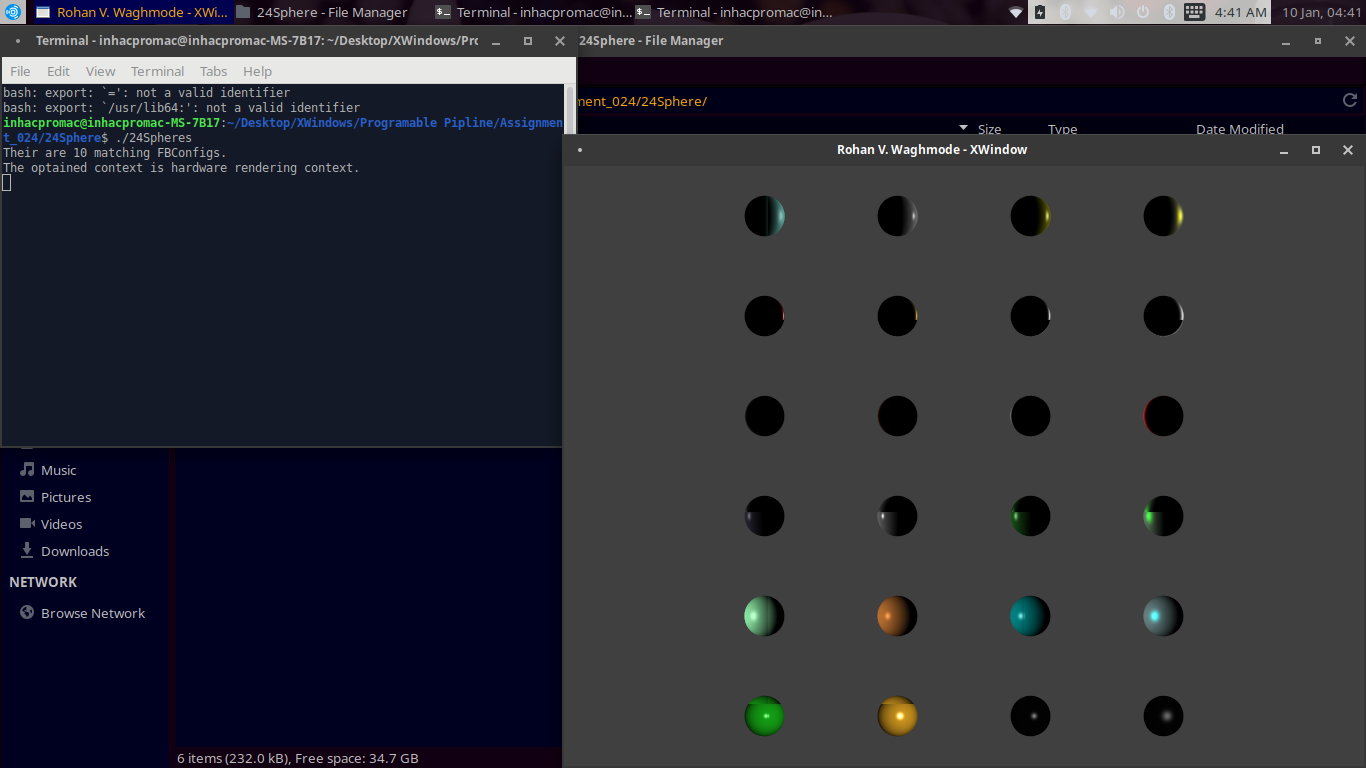 Rohan V. Waghmode - XWi...
24Sphere - File Manager
Terminal - inhacpromac@in...
Terminal - inhacpromac@in...
4:41 AM
10 Jan, 04:41
Terminal - inhacpromac@inhacpromac-MS-7B17: ~/Desktop/XWindows/Prc
24Sphere - File Manager
File Edit View Terminal Tabs Help
bash: export: `=': not a valid identifier
bash: export: `/usr/lib64:': not a valid identifier
inhacpromac@inhacpromac-MS-7B17:~/Desktop/XWindows/Programable Pipline/Assignmen
t_024/24Sphere$ ./24Spheres
Their are 10 matching FBConfigs.
The optained context is hardware rendering context.
ment_024/24Sphere/
Size Type Date Modified
Rohan V. Waghmode - XWindow
Music
Pictures
Videos
Downloads
NETWORK
Browse Network
6 items (232.0 kB), Free space: 34.7 GB